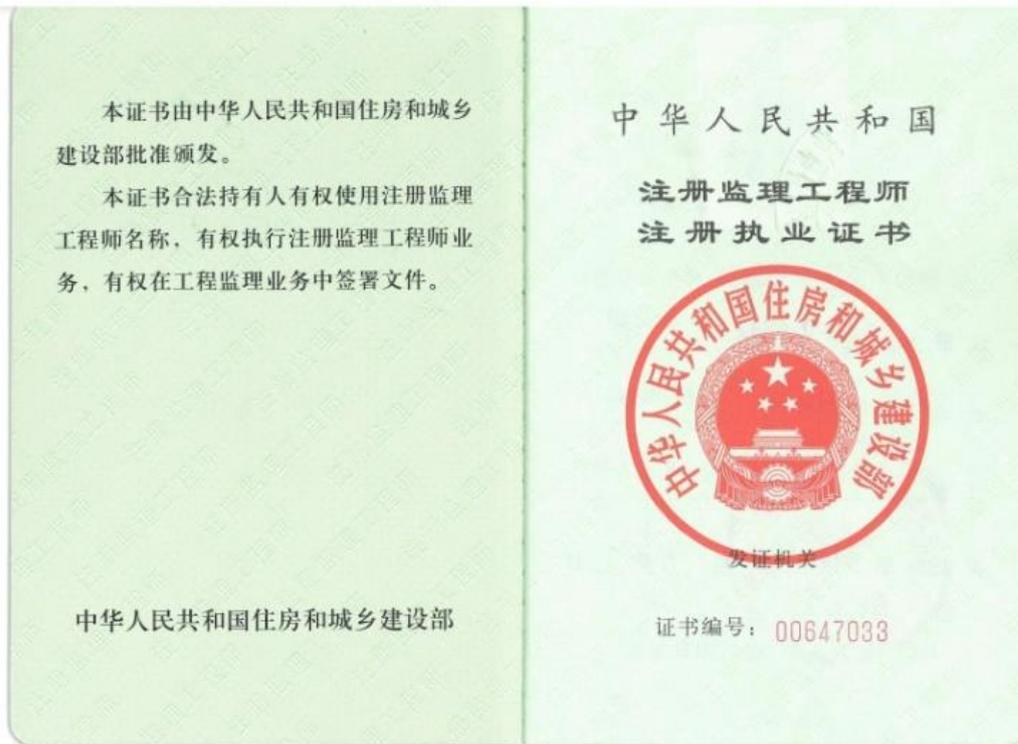 本证书由中华人民共和国住房和城乡
建设部批准颁发。
本证书合法持有人有权使用注册监理
工程师名称，有权执行注册监理工程师业
务，有权在工程监理业务中签署文件。
中华人民共和国住房和城乡建设部
中华人民共和国
注册监理工程师
注册执业证书
中华人民共和国住房和城乡建设部
发证机关
证书编号：00647033